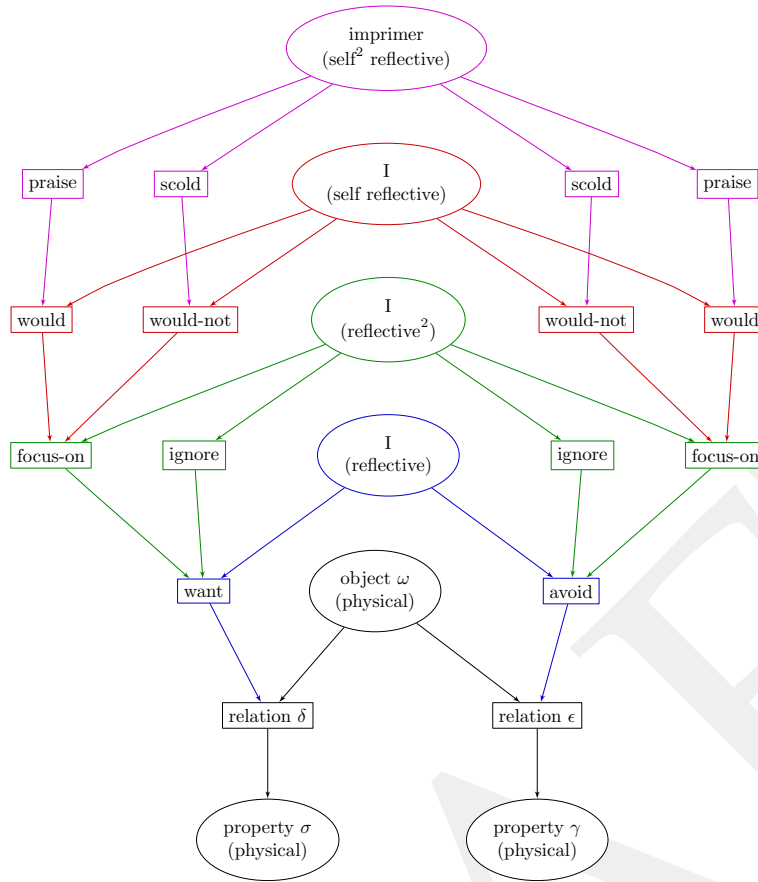 imprimer
(self² reflective)
praise scold I scold praise
(self reflective)
would would-not I would-not would
(reflective²)
focus-on ignore I ignore focus-on
(reflective)
want object ω avoid
(physical)
relation δ relation ϵ
property σ property γ
(physical) (physical)